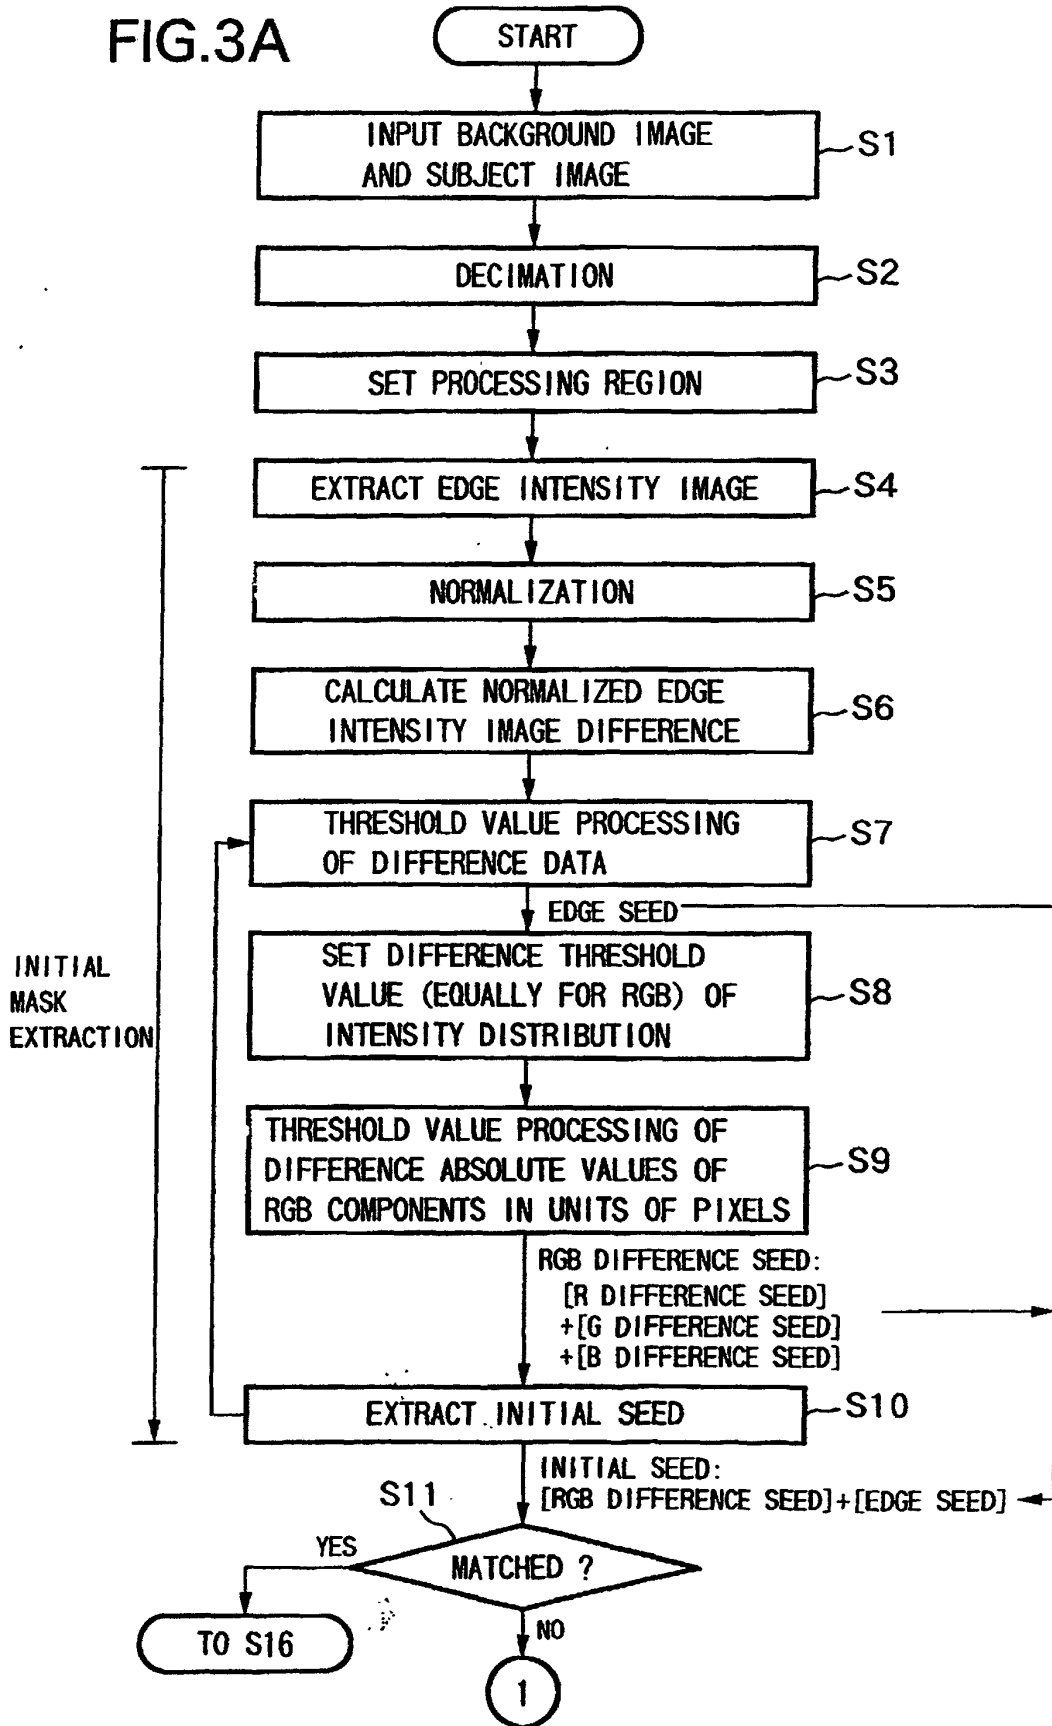 FIG.3A
START
INPUT BACKGROUND IMAGE
AND SUBJECT IMAGE
S1
DECIMATION
S2
SET PROCESSING REGION
S3
EXTRACT EDGE INTENSITY IMAGE
S4
NORMALIZATION
S5
CALCULATE NORMALIZED EDGE
INTENSITY IMAGE DIFFERENCE
S6
THRESHOLD VALUE PROCESSING
OF DIFFERENCE DATA
S7
EDGE SEED
SET DIFFERENCE THRESHOLD
VALUE (EQUALLY FOR RGB) OF
INTENSITY DISTRIBUTION
S8
INITIAL
MASK
EXTRACTION
THRESHOLD VALUE PROCESSING OF
DIFFERENCE ABSOLUTE VALUES OF
RGB COMPONENTS IN UNITS OF PIXELS
S9
RGB DIFFERENCE SEED:
[R DIFFERENCE SEED]
+[G DIFFERENCE SEED]
+[B DIFFERENCE SEED]
EXTRACT INITIAL SEED
S10
INITIAL SEED:
[RGB DIFFERENCE SEED]+[EDGE SEED]
S11
YES
MATCHED ?
TO S16
NO
1